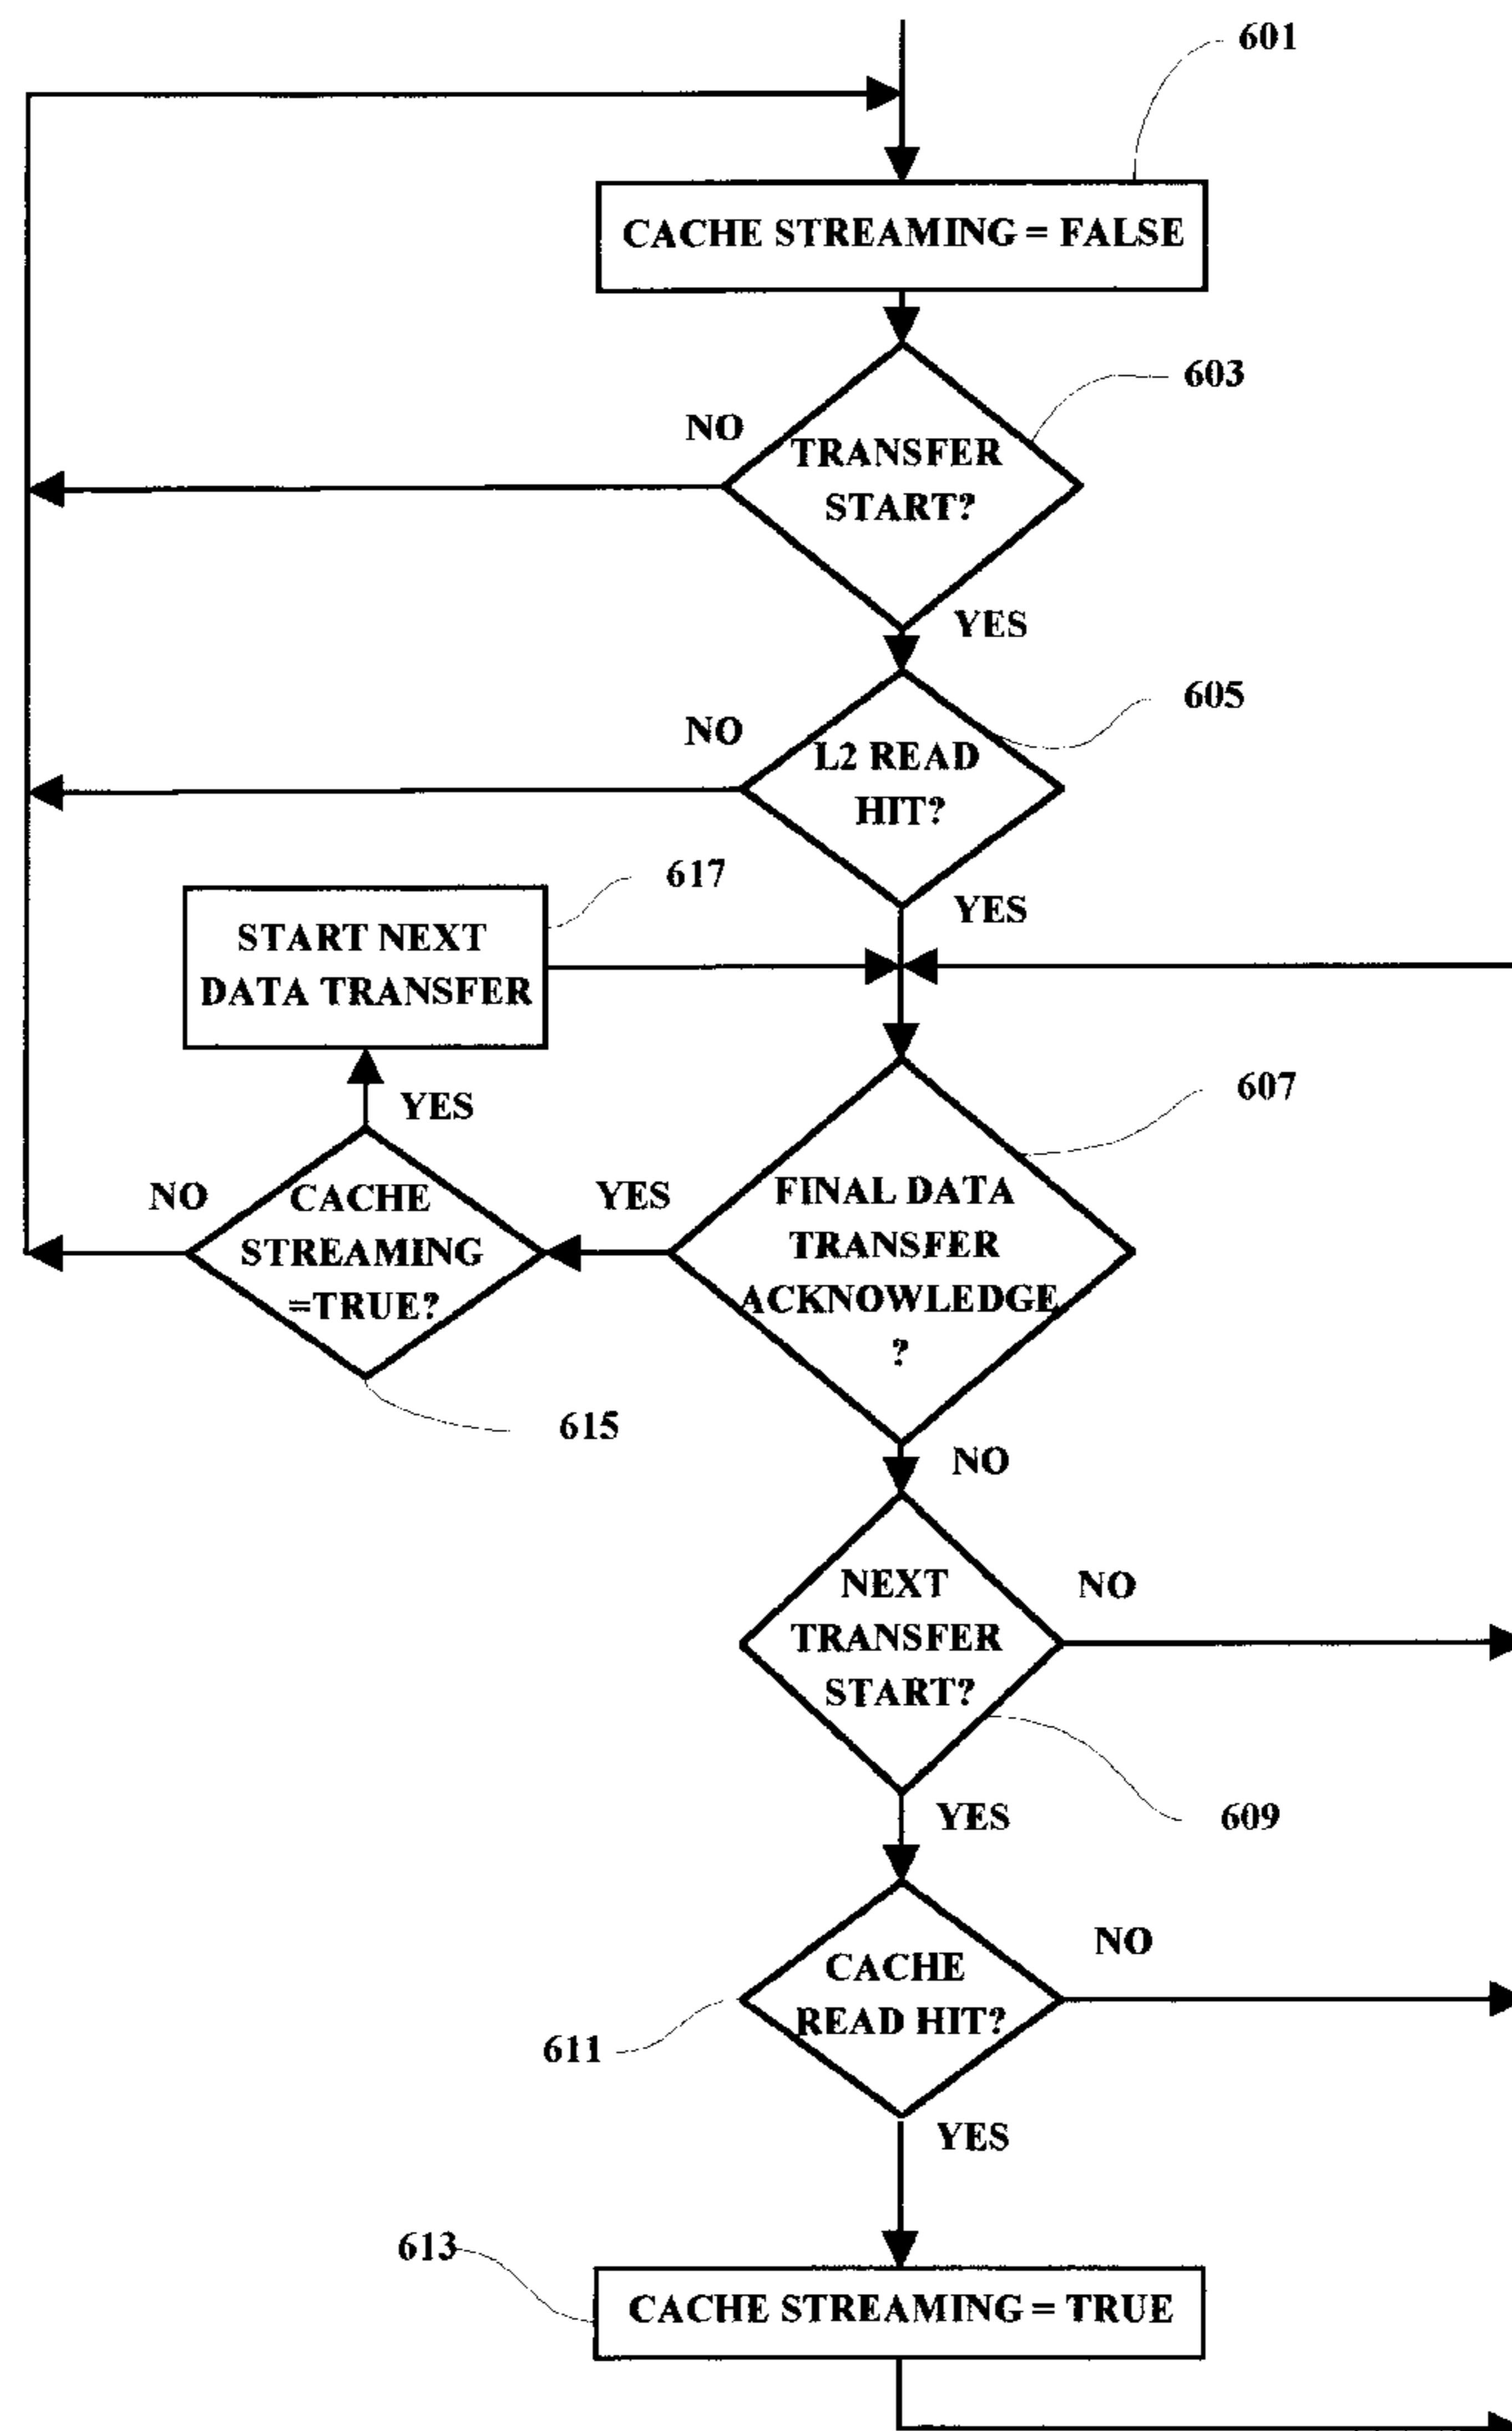 601
CACHE STREAMING = FALSE
603
NO
TRANSFER
START?
YES
605
NO
L2 READ
HIT?
617
YES
START NEXT
DATA TRANSFER
607
YES
NO
CACHE
STREAMING
=TRUE?
YES
FINAL DATA
TRANSFER
ACKNOWLEDGE
?
615
NO
NEXT
TRANSFER
START?
NO
YES
609
NO
CACHE
READ HIT?
611
YES
613
CACHE STREAMING = TRUE